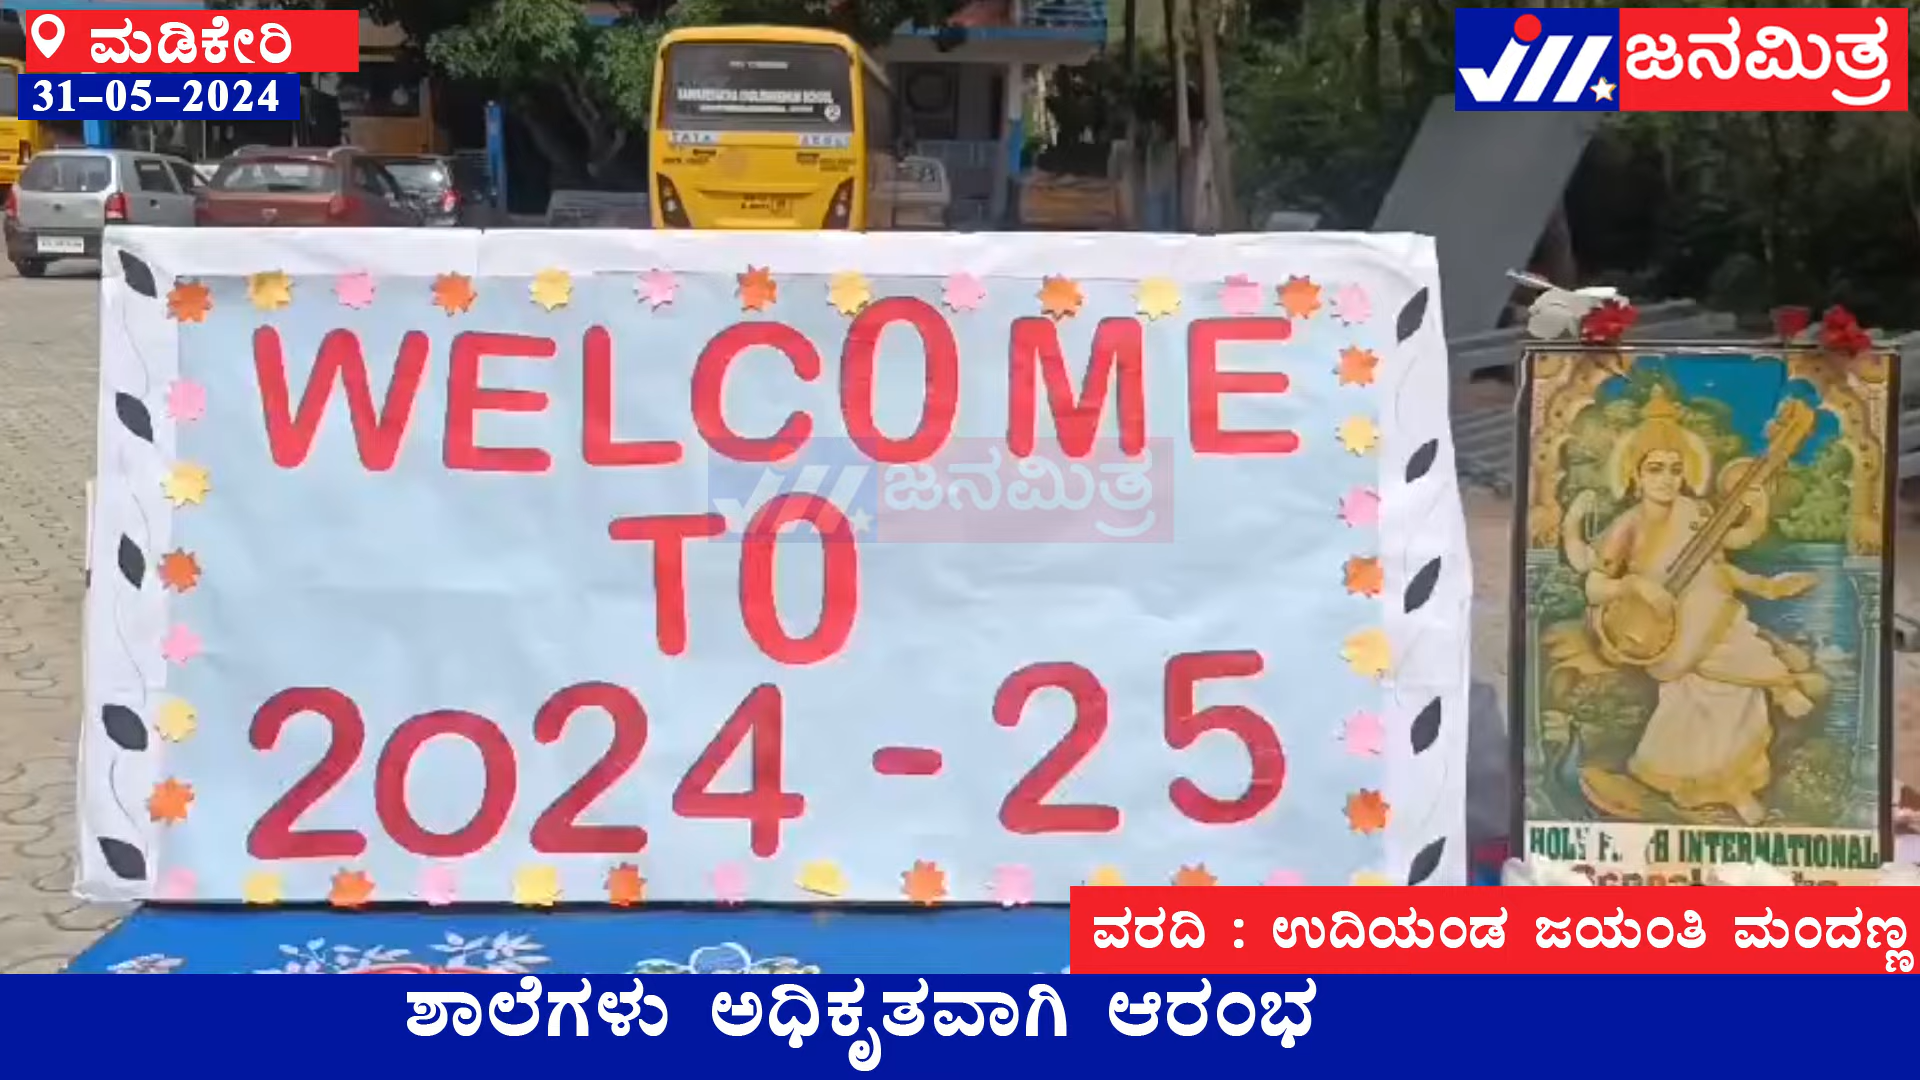 ಮಡಿಕೇರಿ
31-05-2024
ಜನಮಿತ್ರ
TATA
WELCOME
ಜನಮಿತ್ರ
TO
2024-25
INTERNATIONAL
ವರದಿ : ಉದಿಯಂಡ ಜಯಂತಿ ಮಂದಣ್ಣ
ಶಾಲೆಗಳು ಅಧಿಕೃತವಾಗಿ ಆರಂಭ